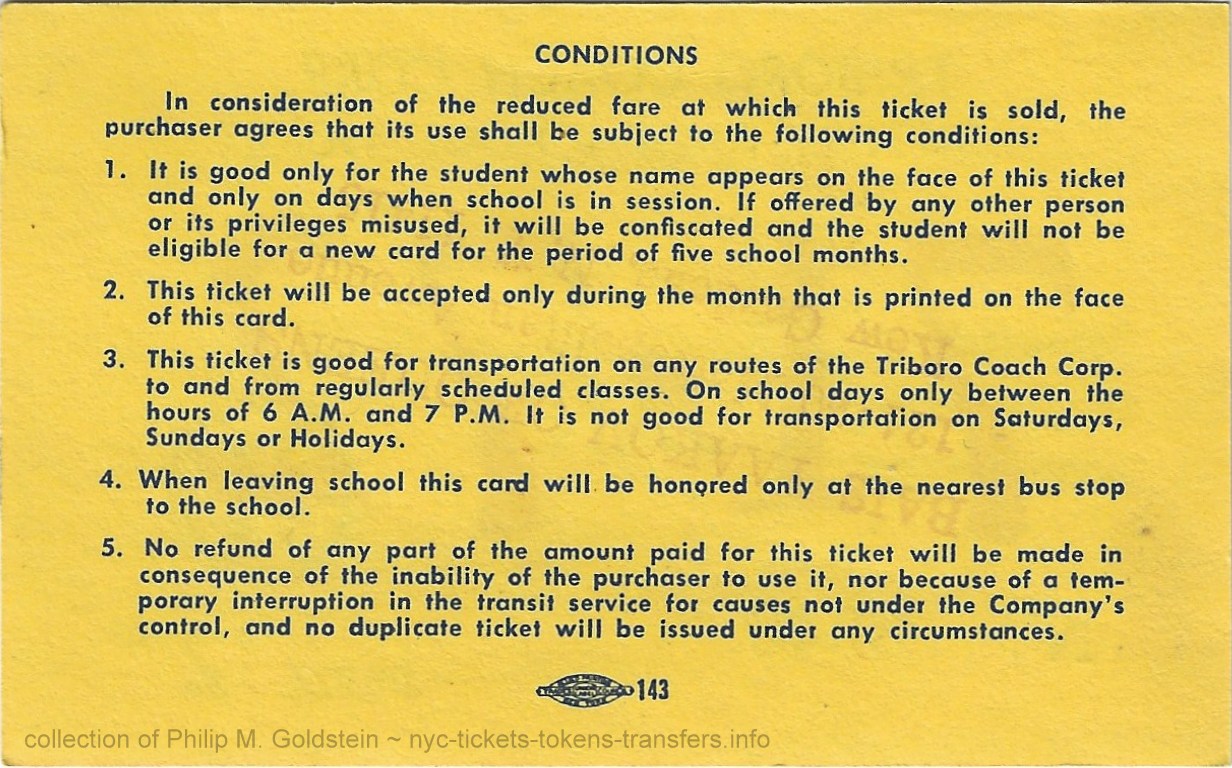 CONDITIONS
In consideration of the reduced fare at which this ticket is sold, the
purchaser agrees that its use shall be subject to the following conditions:
1. It is good only for the student whose name appears on the face of this ticket
and only on days when school is in session. If offered by any other person
or its privileges misused, it will be confiscated and the student will not be
eligible for a new card for the period of five school months.
2. This ticket will be accepted only during the month that is printed on the face
of this card.
3. This ticket is good for transportation on any routes of the Triboro Coach Corp.
to and from regularly scheduled classes. On school days only between the
hours of 6 A.M. and 7 P.M. It is not good for transportation on Saturdays,
Sundays or Holidays.
4. When leaving school this card will be honored only at the nearest bus stop
to the school.
5. No refund of any part of the amount paid for this ticket will be made in
consequence of the inability of the purchaser to use it, nor because of a tem-
porary interruption in the transit service for causes not under the Company's
control, and no duplicate ticket will be issued under any circumstances.
143
collection of Philip M. Goldstein ~ nyc-tickets-tokens-transfers.info